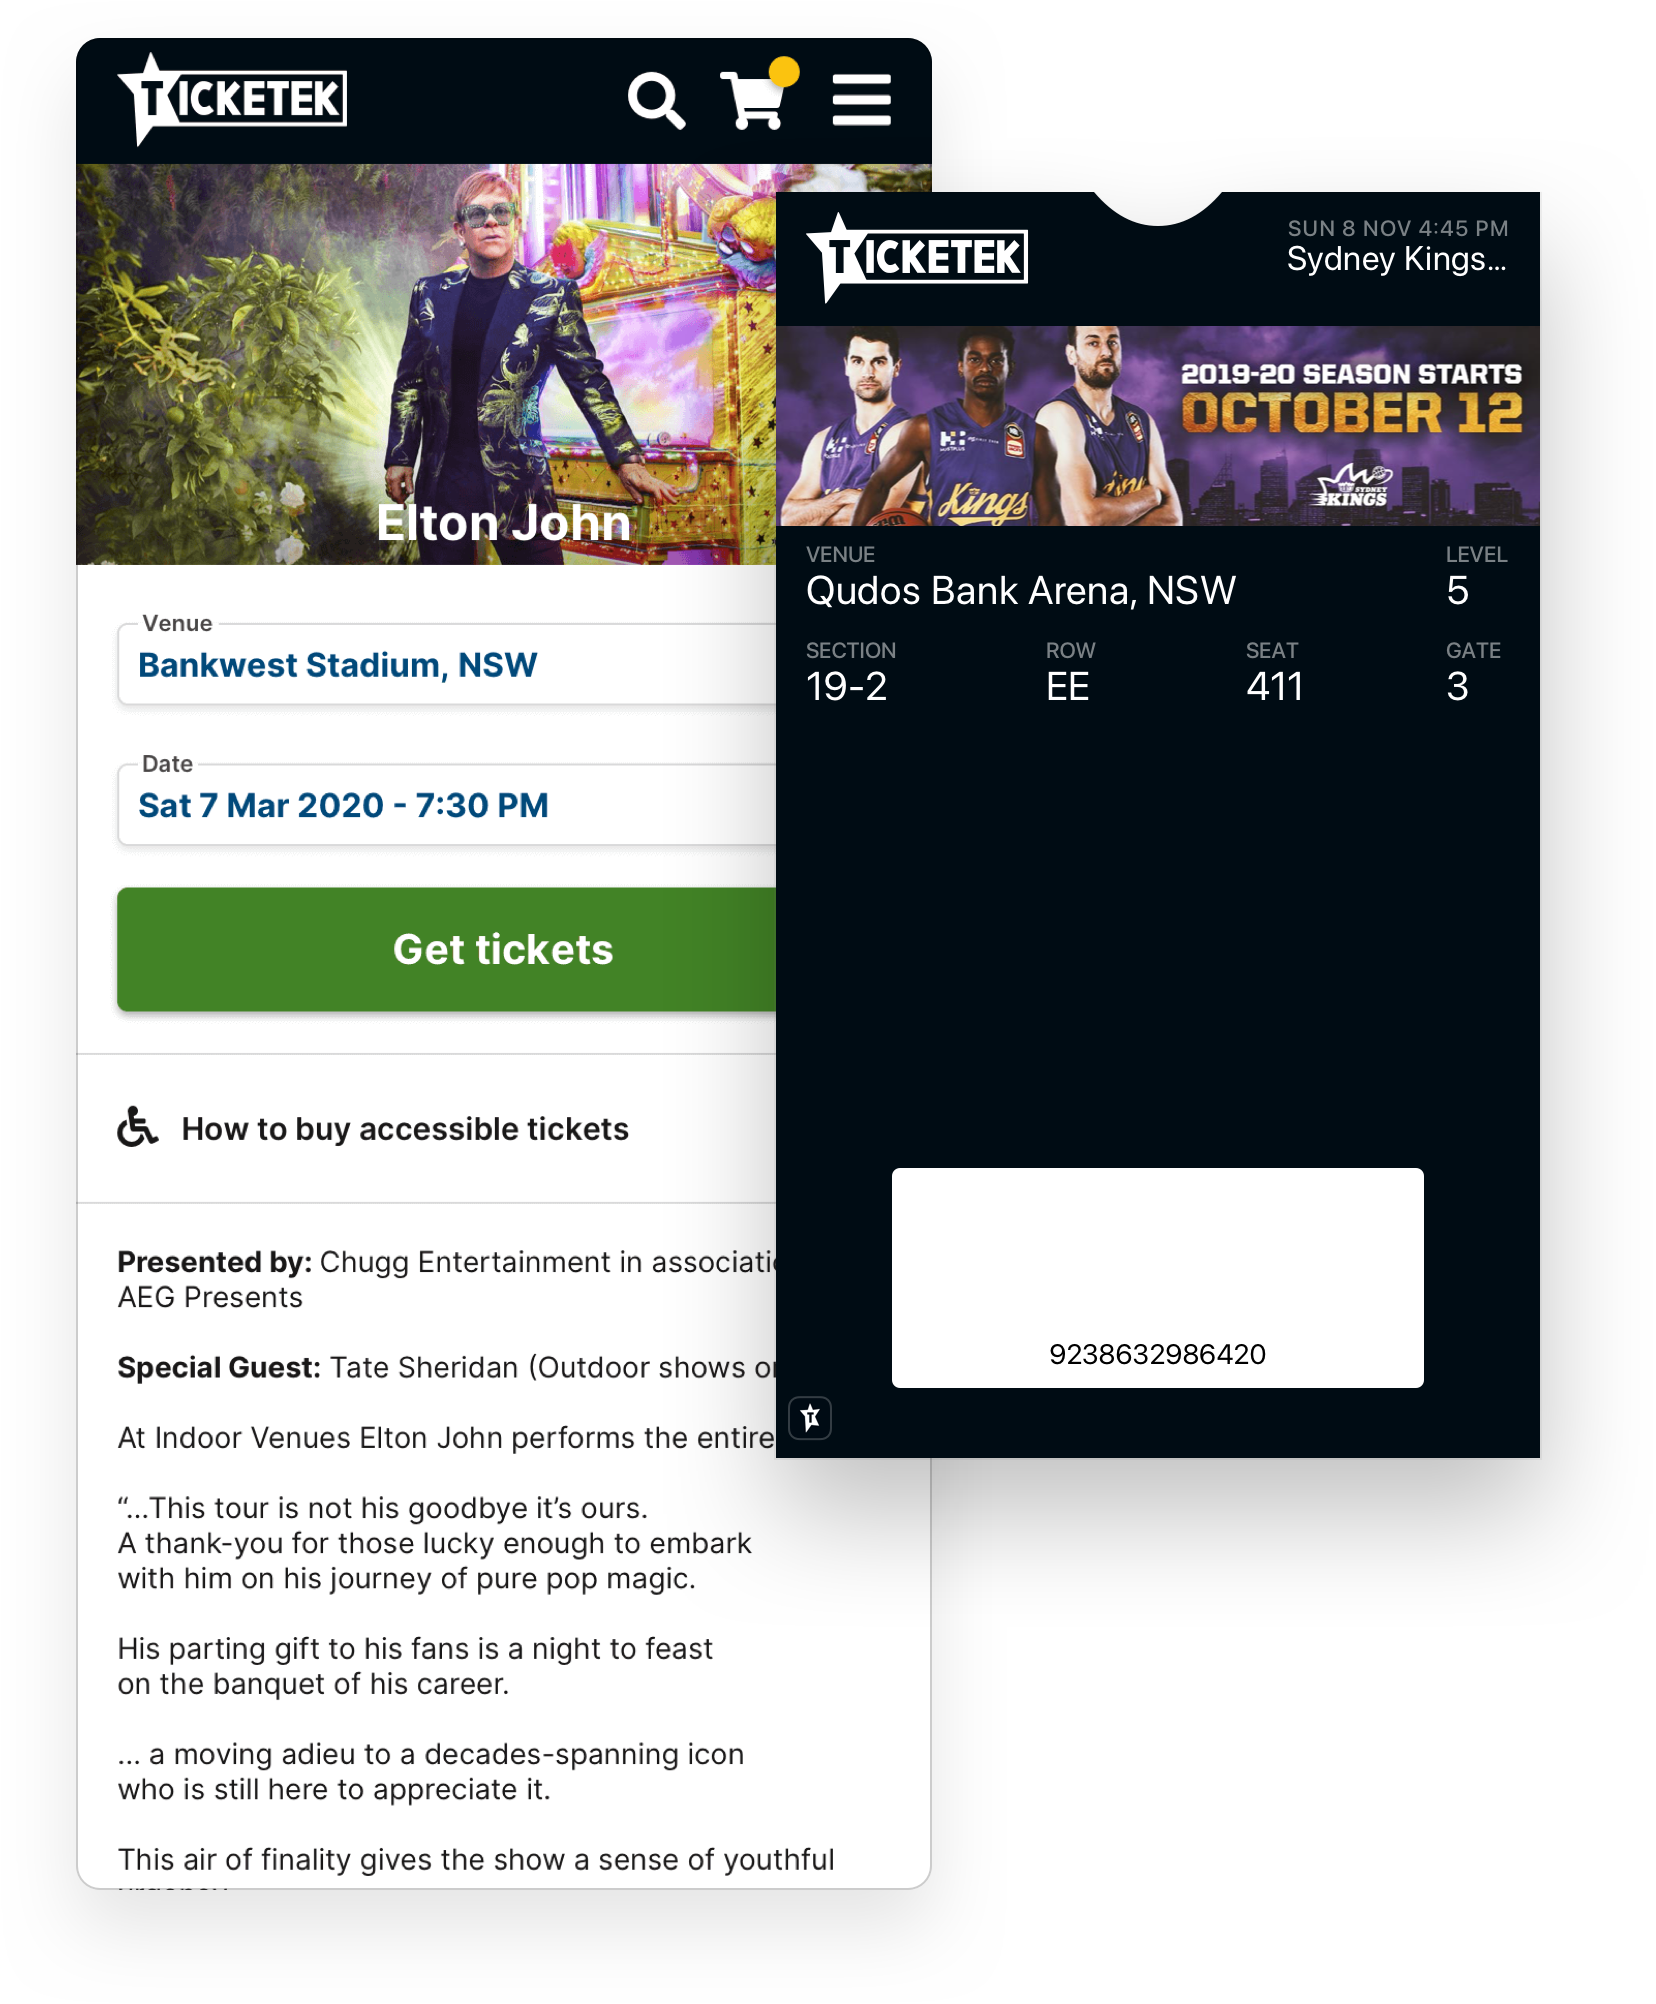 TICKETEK
Elton John
Venue
Bankwest Stadium, NSW
Date
Sat 7 Mar 2020 - 7:30 PM
Get tickets
How to buy accessible tickets
Presented by: Chugg Entertainment in
AEG Presents
Special Guest: Tate Sheridan (Outdoor shows
At Indoor Venues Elton John performs the entire
“...This tour is not his goodbye it’s ours.
A thank-you for those lucky enough to embark
with him on his journey of pure pop magic.
His parting gift to his fans is a night to feast
on the banquet of his career.
... a moving adieu to a decades-spanning icon
who is still here to appreciate it.
This air of finality gives the show a sense of youthful
TICKETEK
SUN 8 NOV 4:45 PM
Sydney Kings...
2019-20 SEASON STARTS
OCTOBER 12
Kings
SYDNEY
KINGS
VENUE
Qudos Bank Arena, NSW
LEVEL
5
SECTION
19-2
ROW
EE
SEAT
411
GATE
3
9238632986420
T